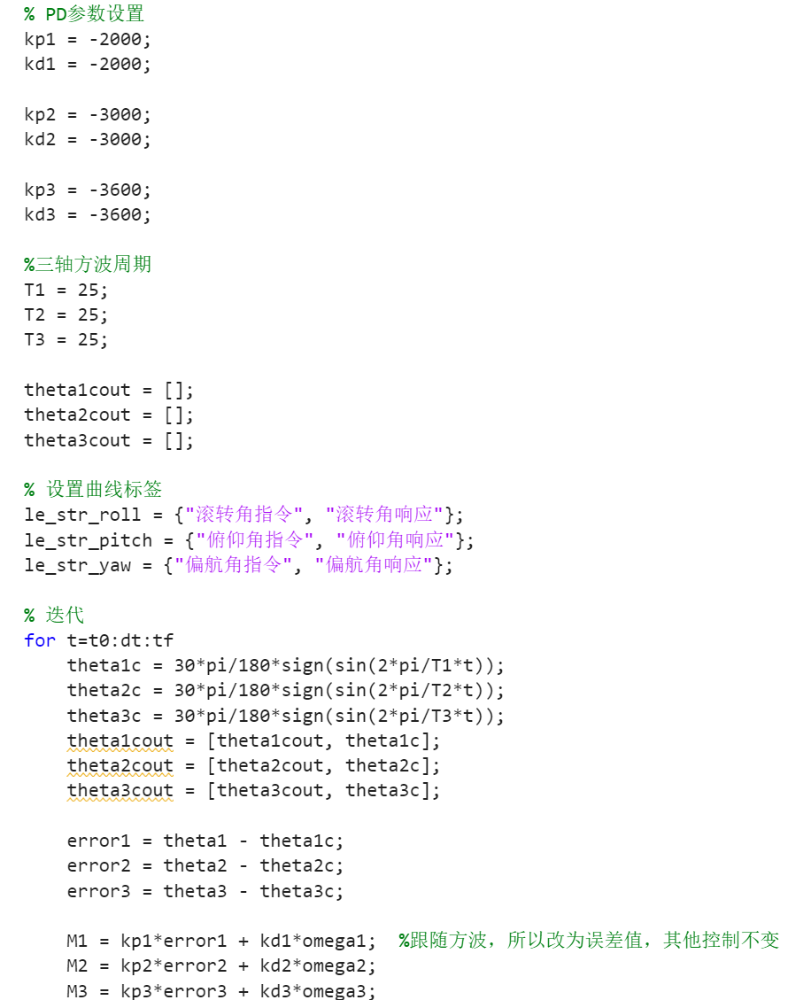 % PD参数设置
kp1 = -2000;
kd1 = -2000;
kp2 = -3000;
kd2 = -3000;
kp3 = -3600;
kd3 = -3600;
%三轴方波周期
T1 = 25;
T2 = 25;
T3 = 25;
theta1cout = [];
theta2cout = [];
theta3cout = [];
% 设置曲线标签
le_str_roll = {"滚转角指令", "滚转角响应"};
le_str_pitch = {"俯仰角指令", "俯仰角响应"};
le_str_yaw = {"偏航角指令", "偏航角响应"};
% 迭代
for t=t0:dt:tf
    theta1c = 30*pi/180*sign(sin(2*pi/T1*t));
    theta2c = 30*pi/180*sign(sin(2*pi/T2*t));
    theta3c = 30*pi/180*sign(sin(2*pi/T3*t));
    theta1cout = [theta1cout, theta1c];
    theta2cout = [theta2cout, theta2c];
    theta3cout = [theta3cout, theta3c];
    error1 = theta1 - theta1c;
    error2 = theta2 - theta2c;
    error3 = theta3 - theta3c;
    M1 = kp1*error1 + kd1*omega1;  %跟随方波，所以改为误差值，其他控制不变
    M2 = kp2*error2 + kd2*omega2;
    M3 = kp3*error3 + kd3*omega3;